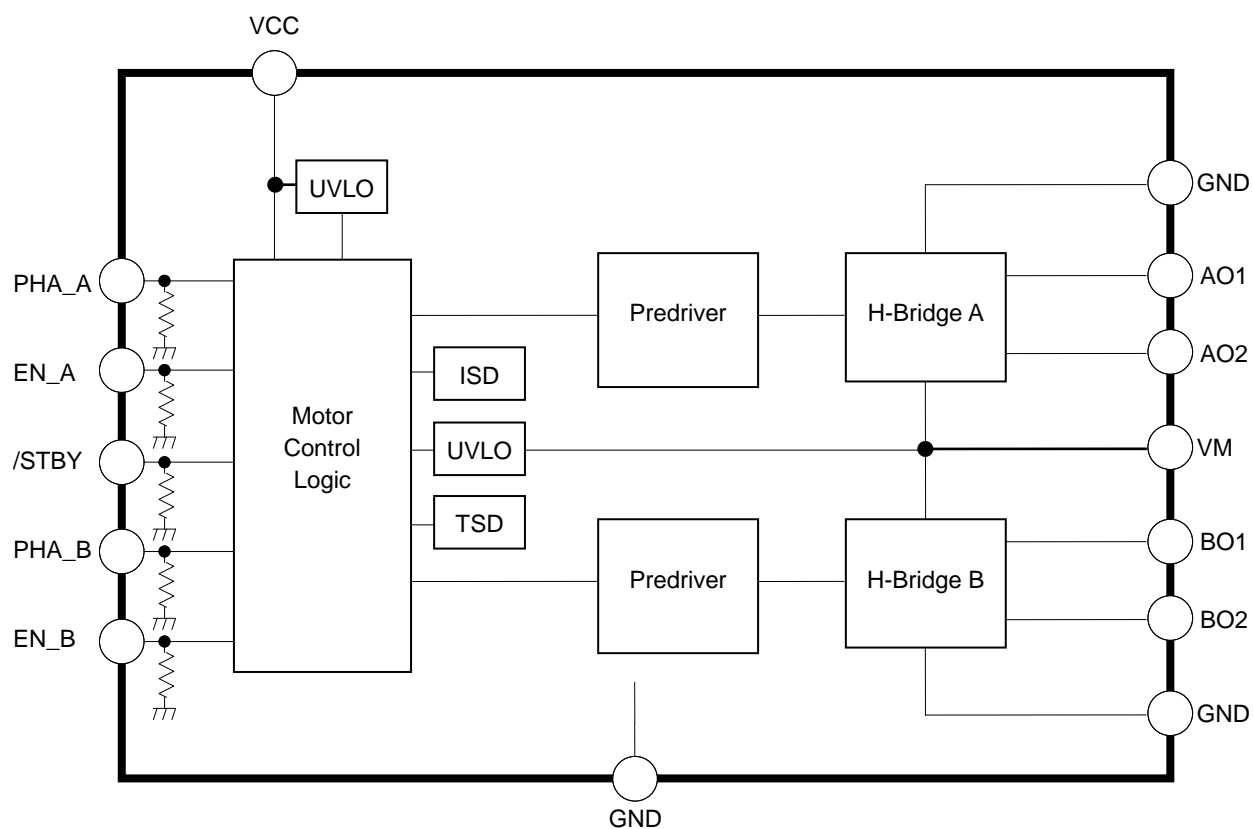 VCC
UVLO
GND
PHA_A
AO1
Predriver
H-Bridge A
AO2
EN_A
ISD
Motor
Control
Logic
/STBY
UVLO
VM
TSD
PHA_B
BO1
Predriver
H-Bridge B
BO2
EN_B
GND
GND